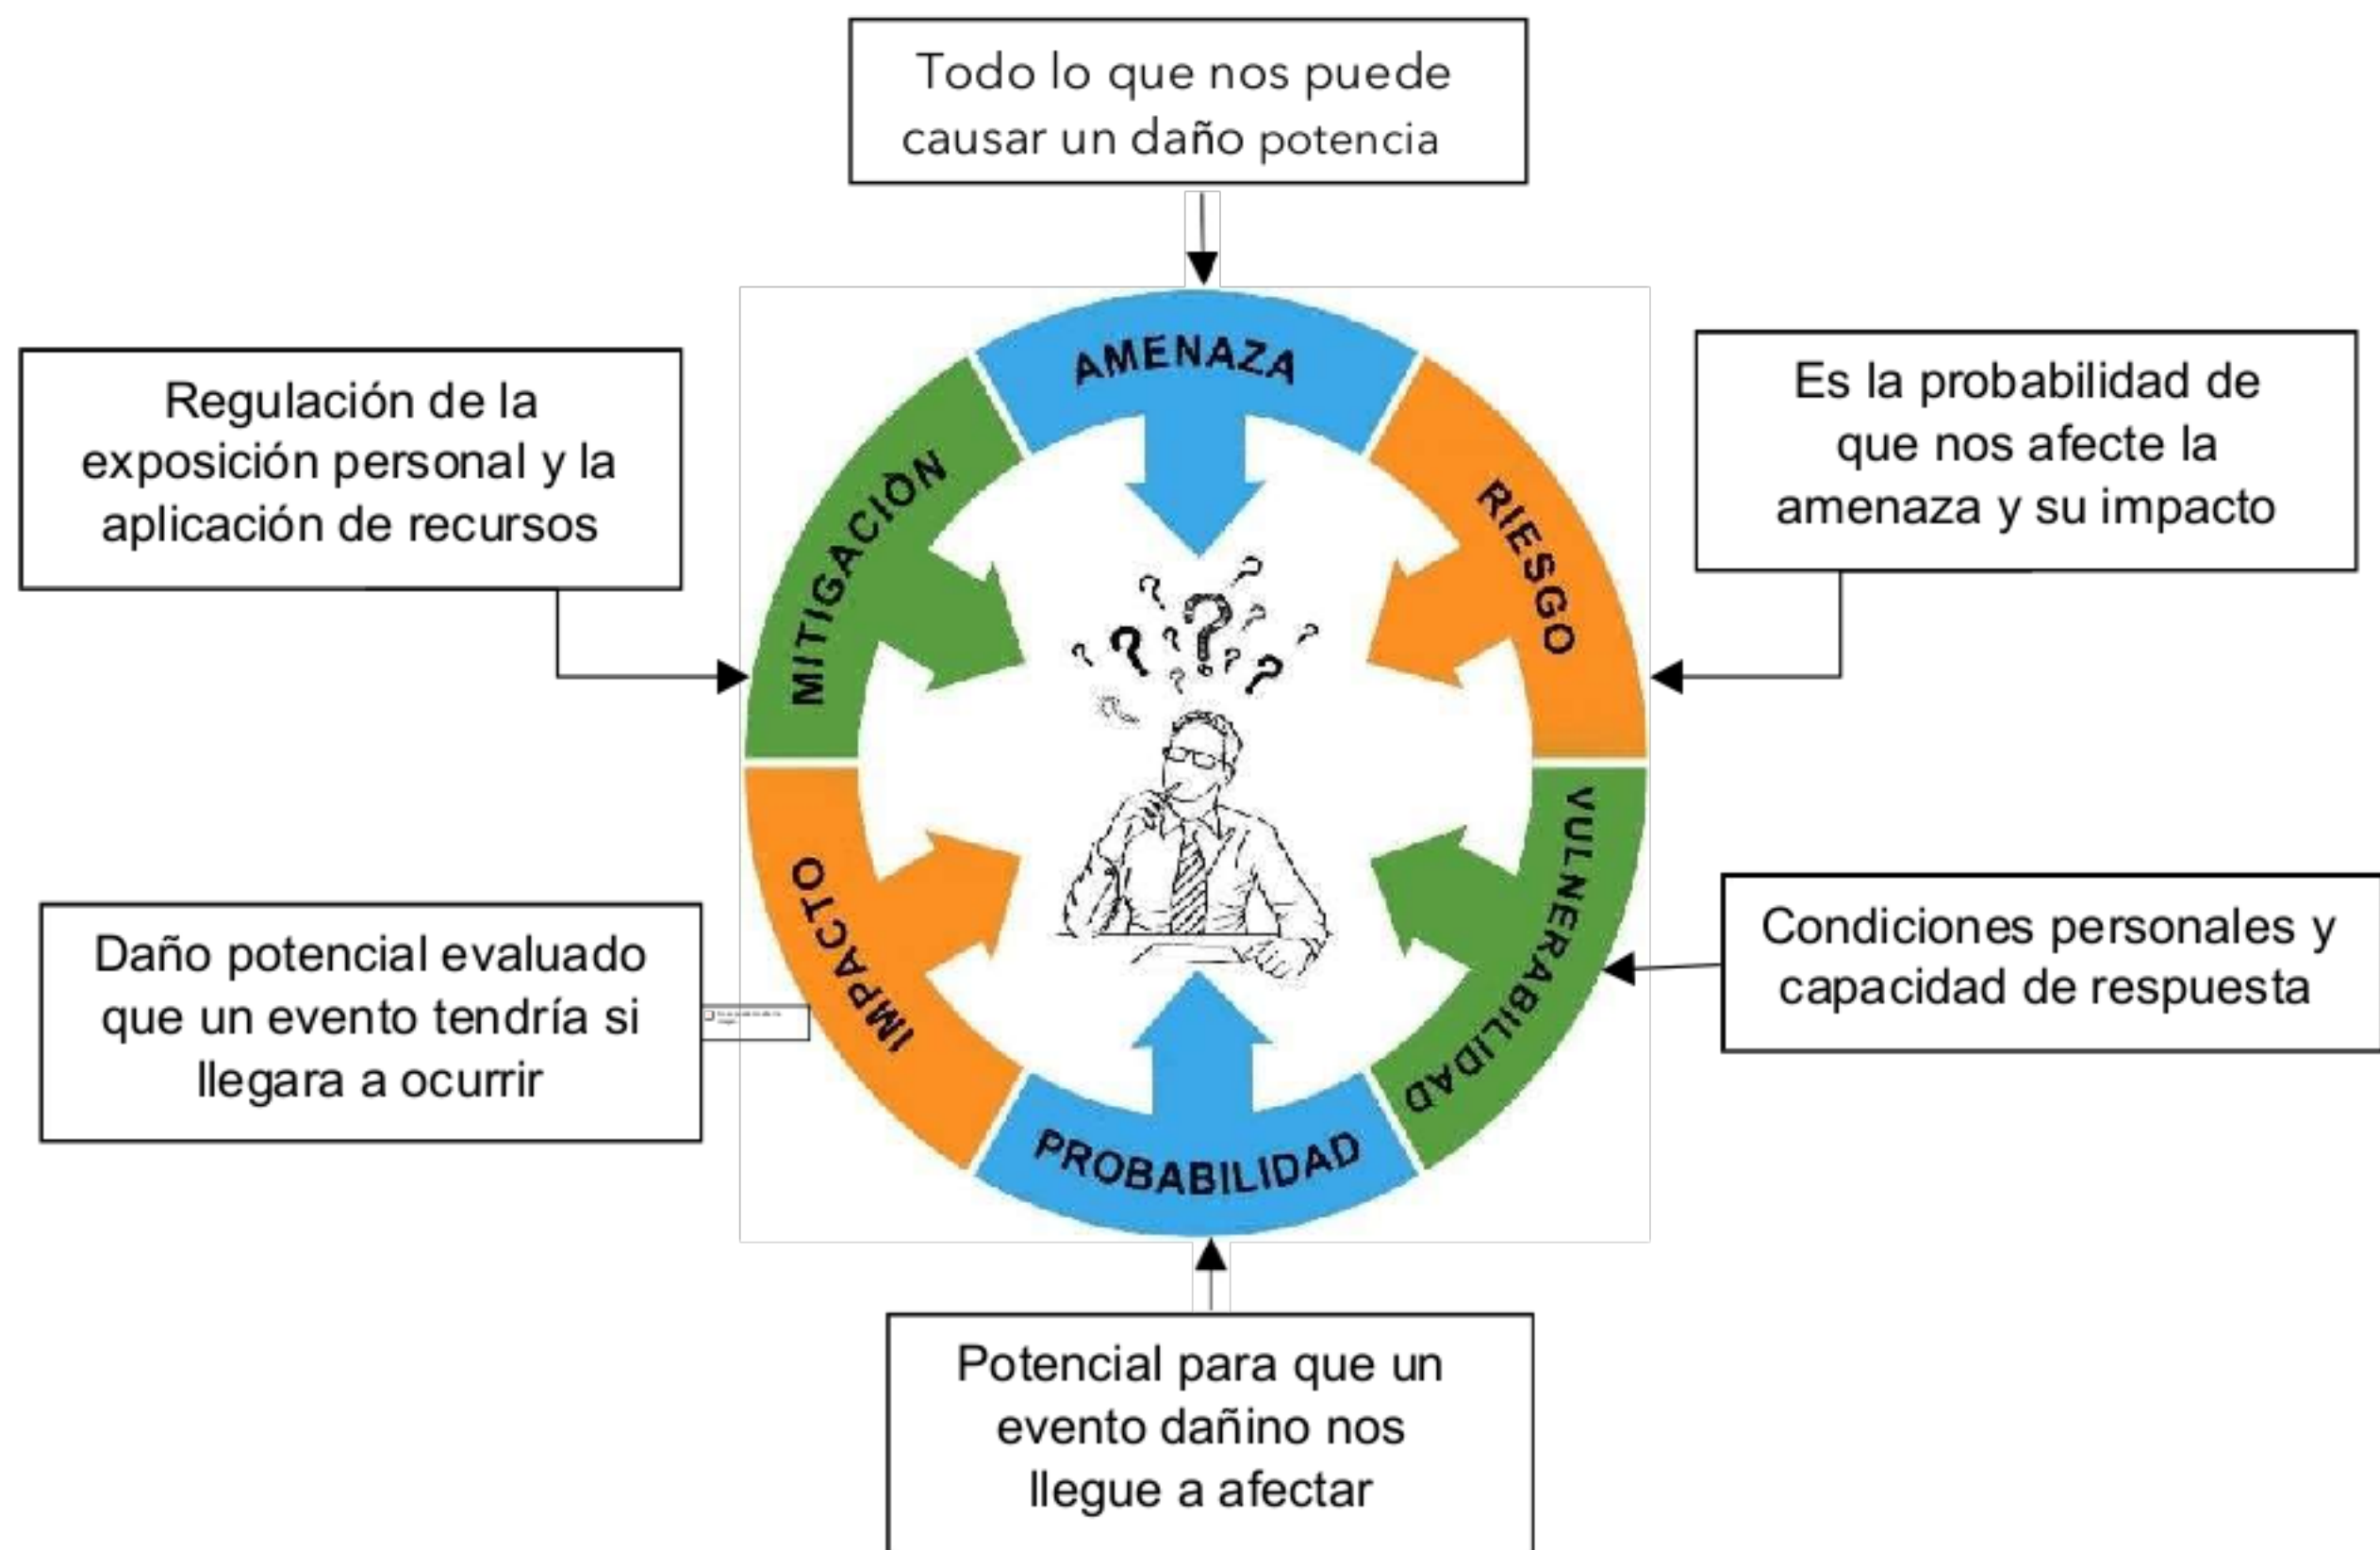 Todo lo que nos puede
causar un daño potencia
AMENAZA
Regulación de la
exposición personal y la
aplicación de recursos
MITIGACIÒN
RIESGO
Es la probabilidad de
que nos afecte la
amenaza y su impacto
Daño potencial evaluado
que un evento tendría si
llegara a ocurrir
IMPACTO
VULNERABILIDAD
Condiciones personales y
capacidad de respuesta
PROBABILIDAD
Potencial para que un
evento dañino nos
llegue a afectar